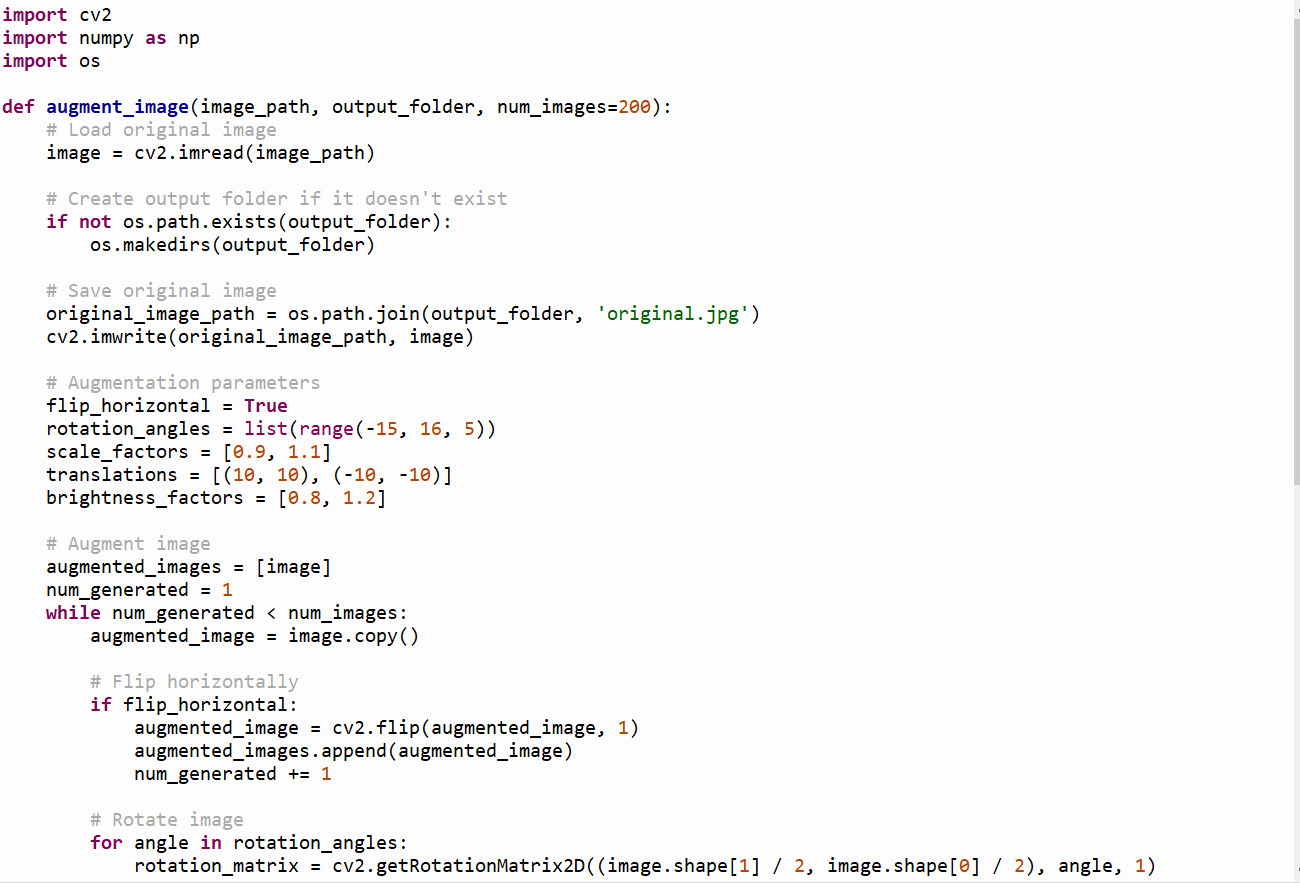 import cv2
import numpy as np
import os

def augment_image(image_path, output_folder, num_images=200):
    # Load original image
    image = cv2.imread(image_path)

    # Create output folder if it doesn't exist
    if not os.path.exists(output_folder):
        os.makedirs(output_folder)

    # Save original image
    original_image_path = os.path.join(output_folder, 'original.jpg')
    cv2.imwrite(original_image_path, image)

    # Augmentation parameters
    flip_horizontal = True
    rotation_angles = list(range(-15, 16, 5))
    scale_factors = [0.9, 1.1]
    translations = [(10, 10), (-10, -10)]
    brightness_factors = [0.8, 1.2]

    # Augment image
    augmented_images = [image]
    num_generated = 1
    while num_generated < num_images:
        augmented_image = image.copy()

        # Flip horizontally
        if flip_horizontal:
            augmented_image = cv2.flip(augmented_image, 1)
            augmented_images.append(augmented_image)
            num_generated += 1

        # Rotate image
        for angle in rotation_angles:
            rotation_matrix = cv2.getRotationMatrix2D((image.shape[1] / 2, image.shape[0] / 2), angle, 1)